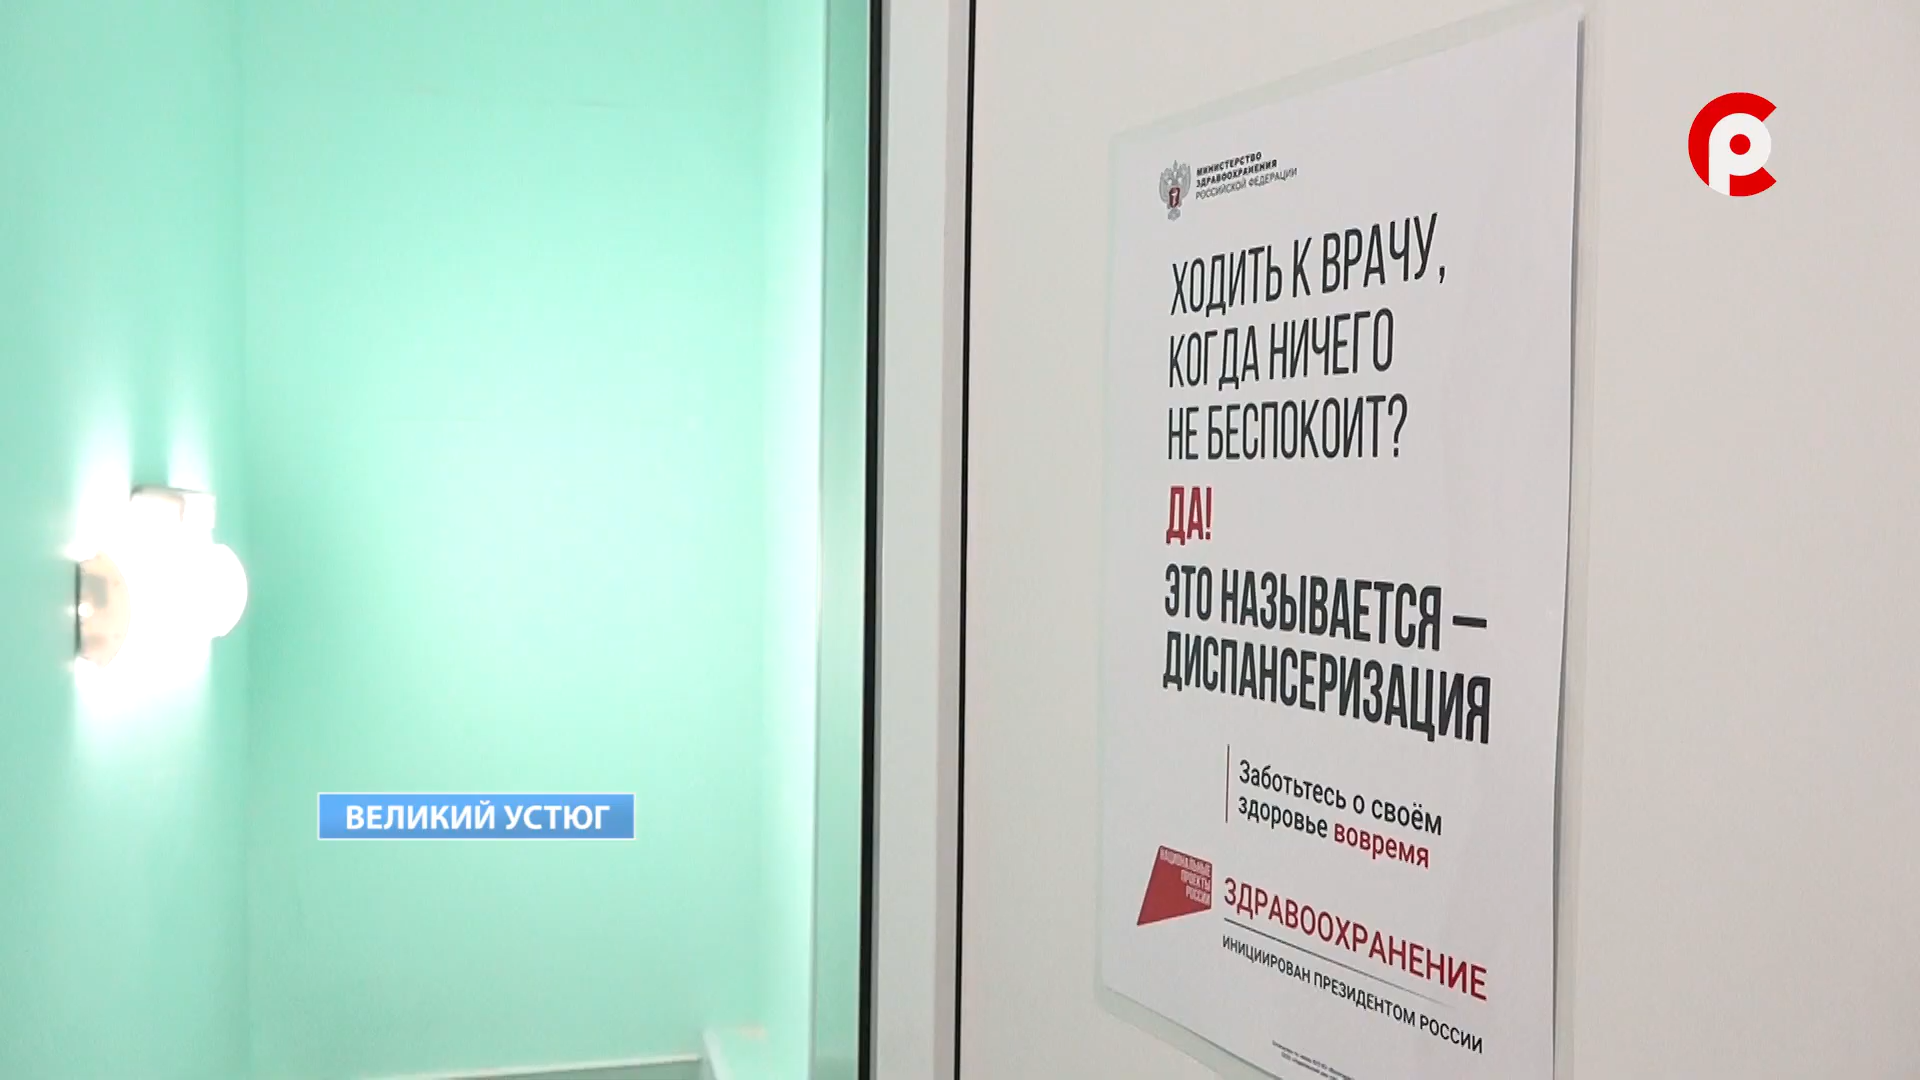 МИНИСТЕРСТВО
ЗДРАВООХРАНЕНИЯ
РОССИЙСКОЙ ФЕДЕРАЦИИ
ХОДИТЬ К ВРАЧУ,
КОГДА НИЧЕГО
НЕ БЕСПОКОИТ?
ДА!
ЭТО НАЗЫВАЕТСЯ –
ДИСПАНСЕРИЗАЦИЯ
Заботьтесь о своём
здоровье вовремя
НАЦИОНАЛЬНЫЕ
ПРОЕКТЫ
РОССИИ
ЗДРАВООХРАНЕНИЕ
ИНИЦИИРОВАН ПРЕЗИДЕНТОМ РОССИИ
ВЕЛИКИЙ УСТЮГ